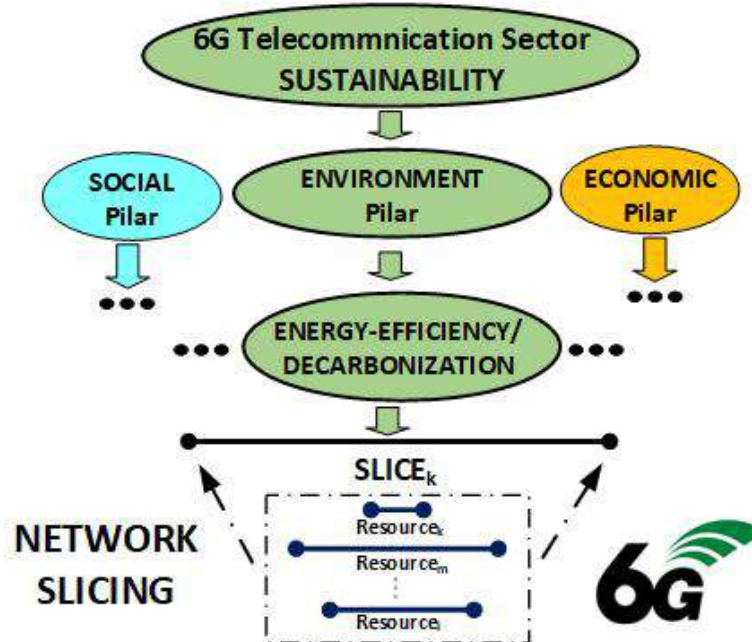 6G Telecommnication Sector
SUSTAINABILITY
SOCIAL
Pilar
ENVIRONMENT
Pilar
ECONOMIC
Pilar
ENERGY-EFFICIENCY/
DECARBONIZATION
SLICEk
NETWORK
SLICING
Resourcek
Resourcem
Resourcei
6G